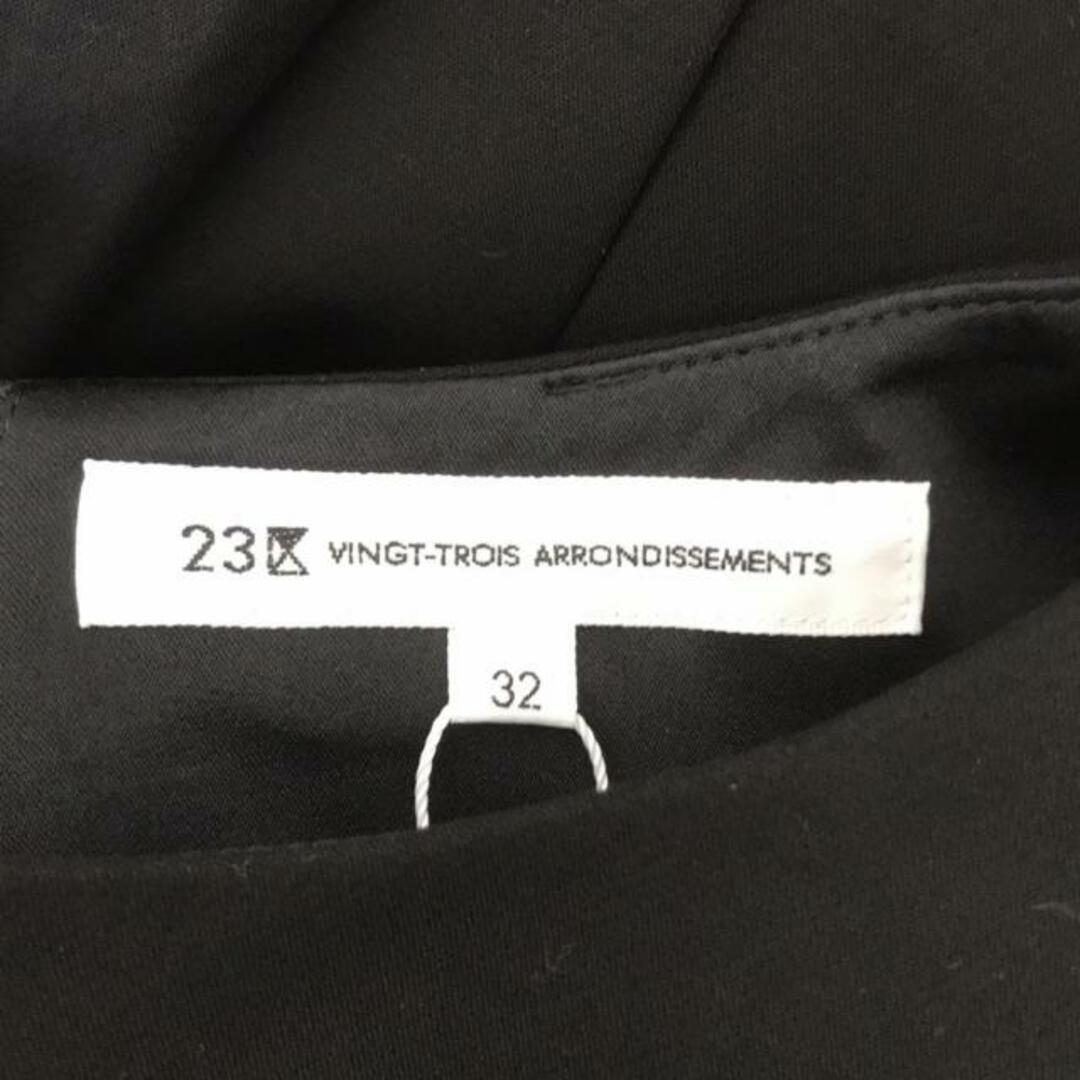 23区 VINGT-TROIS ARRONDISSEMENTS
32